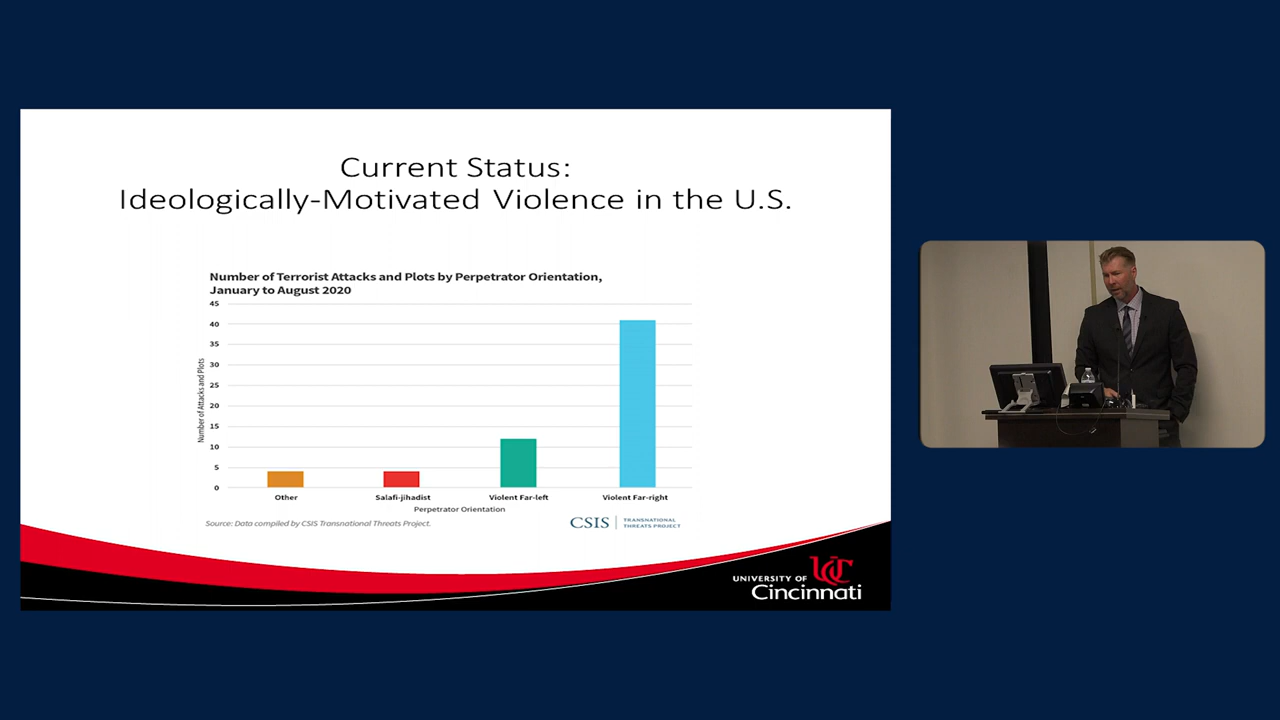 Current Status:
Ideologically-Motivated Violence in the U.S.
Number of Terrorist Attacks and Plots by Perpetrator Orientation,
January to August 2020
45
40
35
30
25
20
15
10
5
0
Number of Attacks and Plots
Other
Salafi-jihadist
Violent Far-left
Violent Far-right
Perpetrator Orientation
Source: Data compiled by CSIS Transnational Threats Project.
CSIS
TRANSNATIONAL
THREATS PROJECT
UC
UNIVERSITY OF
Cincinnati